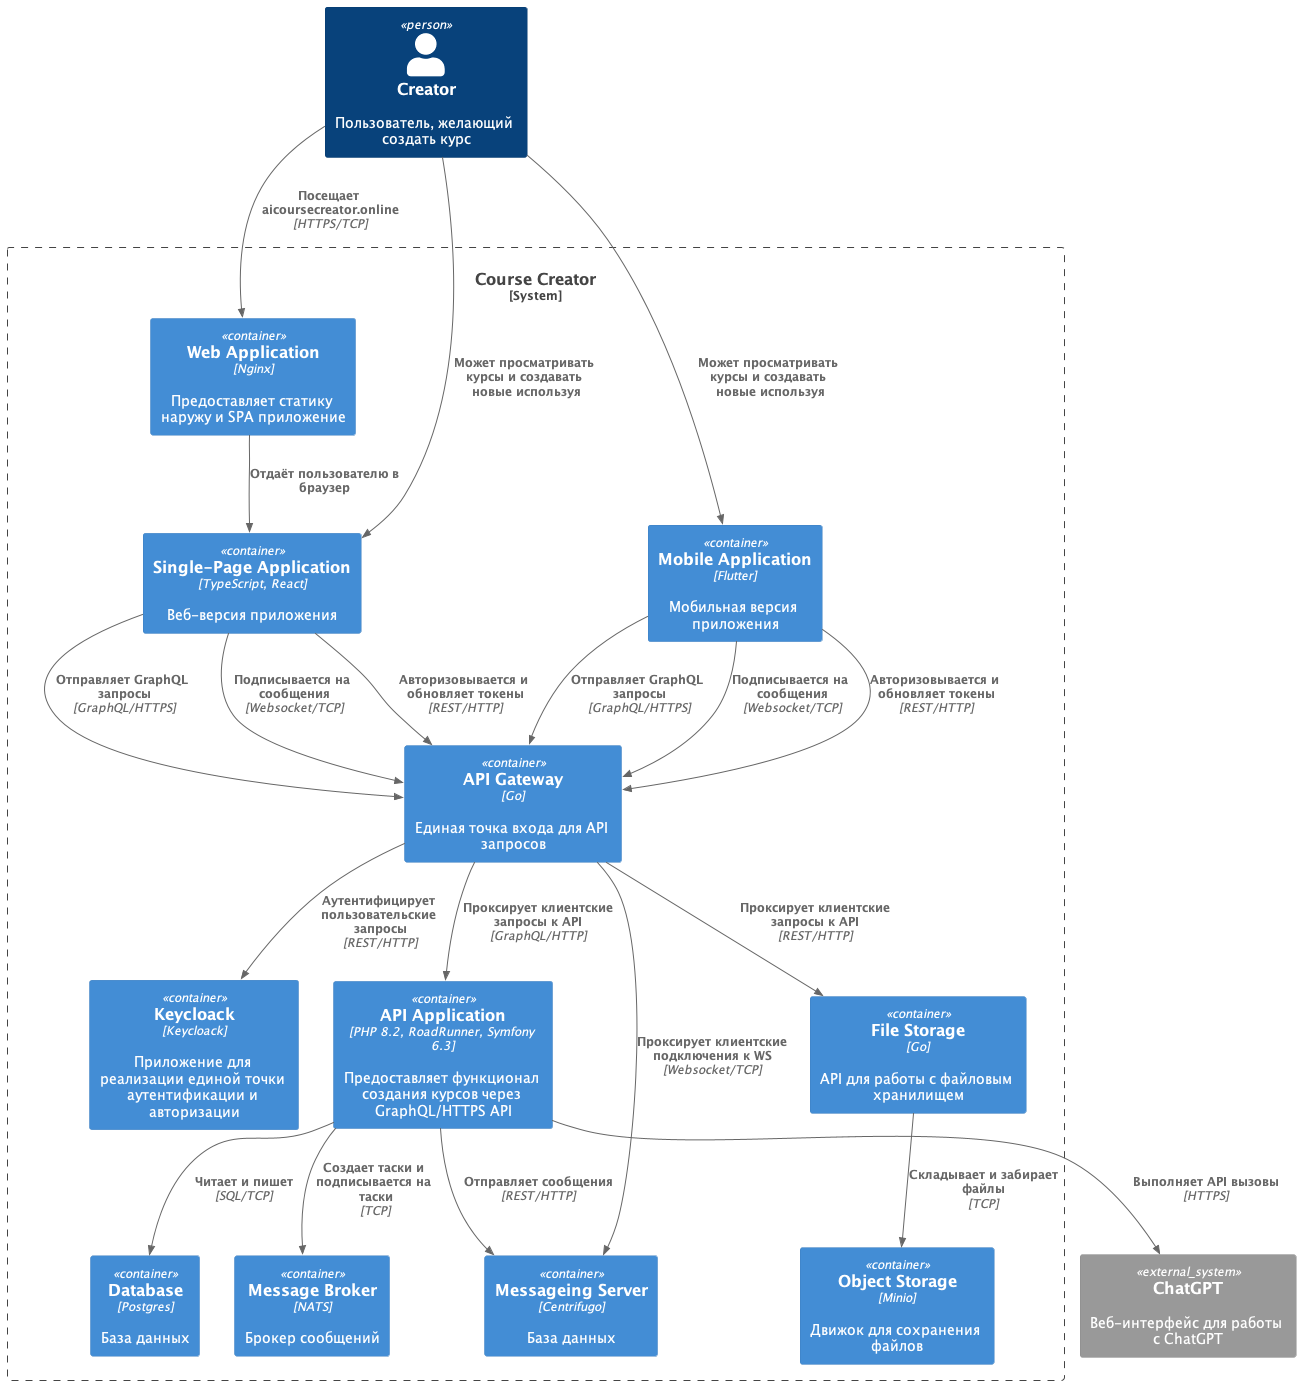 «person»
Creator
Пользователь, желающий
создать курс
Посещает
aicoursecreator.online
[HTTPS/TCP]
Course Creator
[System]
«container»
Web Application
[Nginx]
Предоставляет статику
наружу и SPA приложение
Может просматривать
курсы и создавать
новые используя
Может просматривать
курсы и создавать
новые используя
Отдаёт пользователю в
браузер
«container»
Single-Page Application
[TypeScript, React]
Веб-версия приложения
«container»
Mobile Application
[Flutter]
Мобильная версия
приложения
Отправляет GraphQL
запросы
[GraphQL/HTTPS]
Подписывается на
сообщения
[Websocket/TCP]
Авторизовывается и
обновляет токены
[REST/HTTP]
Отправляет GraphQL
запросы
[GraphQL/HTTPS]
Подписывается на
сообщения
[Websocket/TCP]
Авторизовывается и
обновляет токены
[REST/HTTP]
«container»
API Gateway
[Go]
Единая точка входа для API
запросов
Аутентифицирует
пользовательские
запросы
[REST/HTTP]
Проксирует клиентские
запросы к API
[GraphQL/HTTP]
Проксирует клиентские
запросы к API
[REST/HTTP]
«container»
Keycloack
[Keycloack]
Приложение для
реализации единой точки
аутентификации и
авторизации
«container»
API Application
[PHP 8.2, RoadRunner, Symfony
6.3]
Предоставляет функционал
создания курсов через
GraphQL/HTTPS API
Проксирует клиентские
подключения к WS
[Websocket/TCP]
«container»
File Storage
[Go]
API для работы с файловым
хранилищем
Читает и пишет
[SQL/TCP]
Создает таски и
подписывается на
таски
[TCP]
Отправляет сообщения
[REST/HTTP]
Складывает и забирает
файлы
[TCP]
Выполняет API вызовы
[HTTPS]
«container»
Database
[Postgres]
База данных
«container»
Message Broker
[NATS]
Брокер сообщений
«container»
Messageing Server
[Centrifugo]
База данных
«container»
Object Storage
[Minio]
Движок для сохранения
файлов
«external_system»
ChatGPT
Веб-интерфейс для работы
с ChatGPT